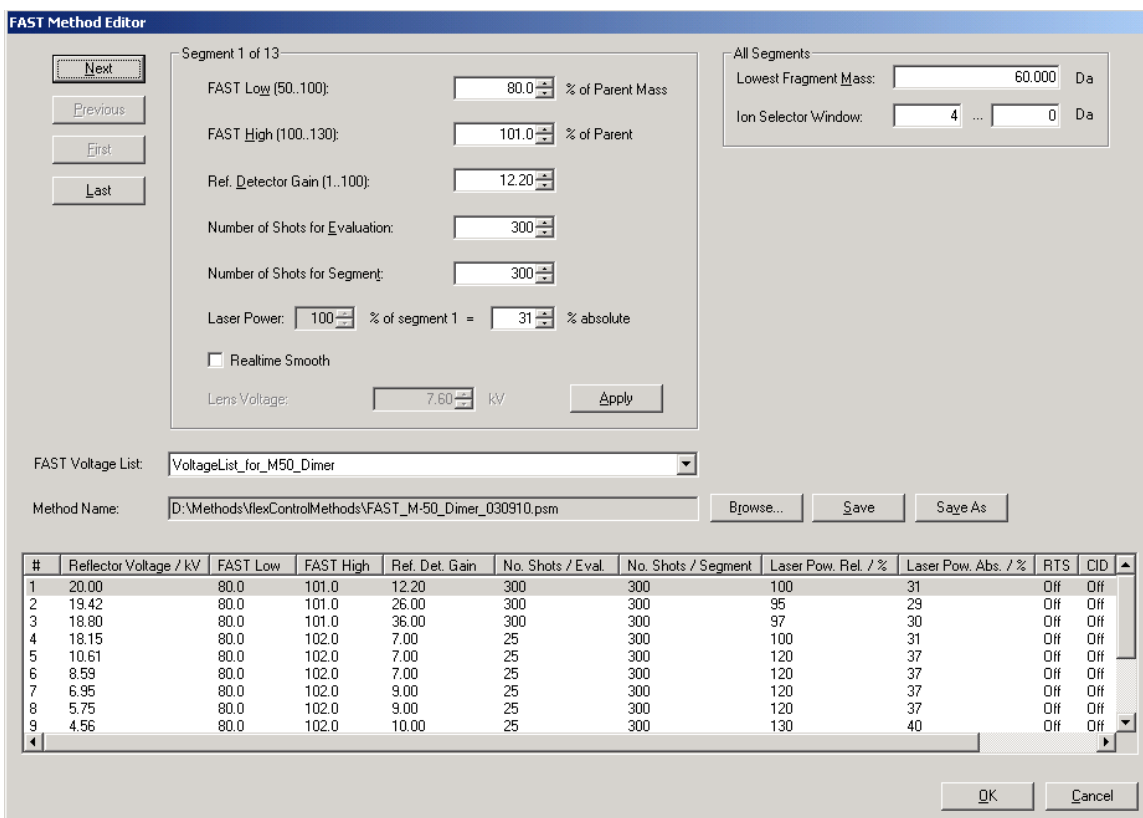 FAST Method Editor
Next
Previous
First
Last
Segment 1 of 13
FAST Low (50..100): 80.0 % of Parent Mass
FAST High (100..130): 101.0 % of Parent
Ref. Detector Gain (1..100): 12.20
Number of Shots for Evaluation: 300
Number of Shots for Segment: 300
Laser Power: 100 % of segment 1 = 31 % absolute
Realtime Smooth
Lens Voltage: 7.60 kV Apply
All Segments
Lowest Fragment Mass: 60.000 Da
Ion Selector Window: 4 ... 0 Da
FAST Voltage List: VoltageList_for_M50_Dimer
Method Name: D:\Methods\flexControlMethods\FAST_M-50_Dimer_030910.psm Browse... Save Save As
# Reflector Voltage / kV FAST Low FAST High Ref. Det. Gain No. Shots / Eval. No. Shots / Segment Laser Pow. Rel. / % Laser Pow. Abs. / % RTS CID
1 20.00 80.0 101.0 12.20 300 300 100 31 Off Off
2 19.42 80.0 101.0 26.00 300 300 95 29 Off Off
3 18.80 80.0 101.0 36.00 300 300 97 30 Off Off
4 18.15 80.0 102.0 7.00 25 300 100 31 Off Off
5 10.61 80.0 102.0 7.00 25 300 120 37 Off Off
6 8.59 80.0 102.0 7.00 25 300 120 37 Off Off
7 6.95 80.0 102.0 9.00 25 300 120 37 Off Off
8 5.75 80.0 102.0 9.00 25 300 120 37 Off Off
9 4.56 80.0 102.0 10.00 25 300 130 40 Off Off
OK Cancel